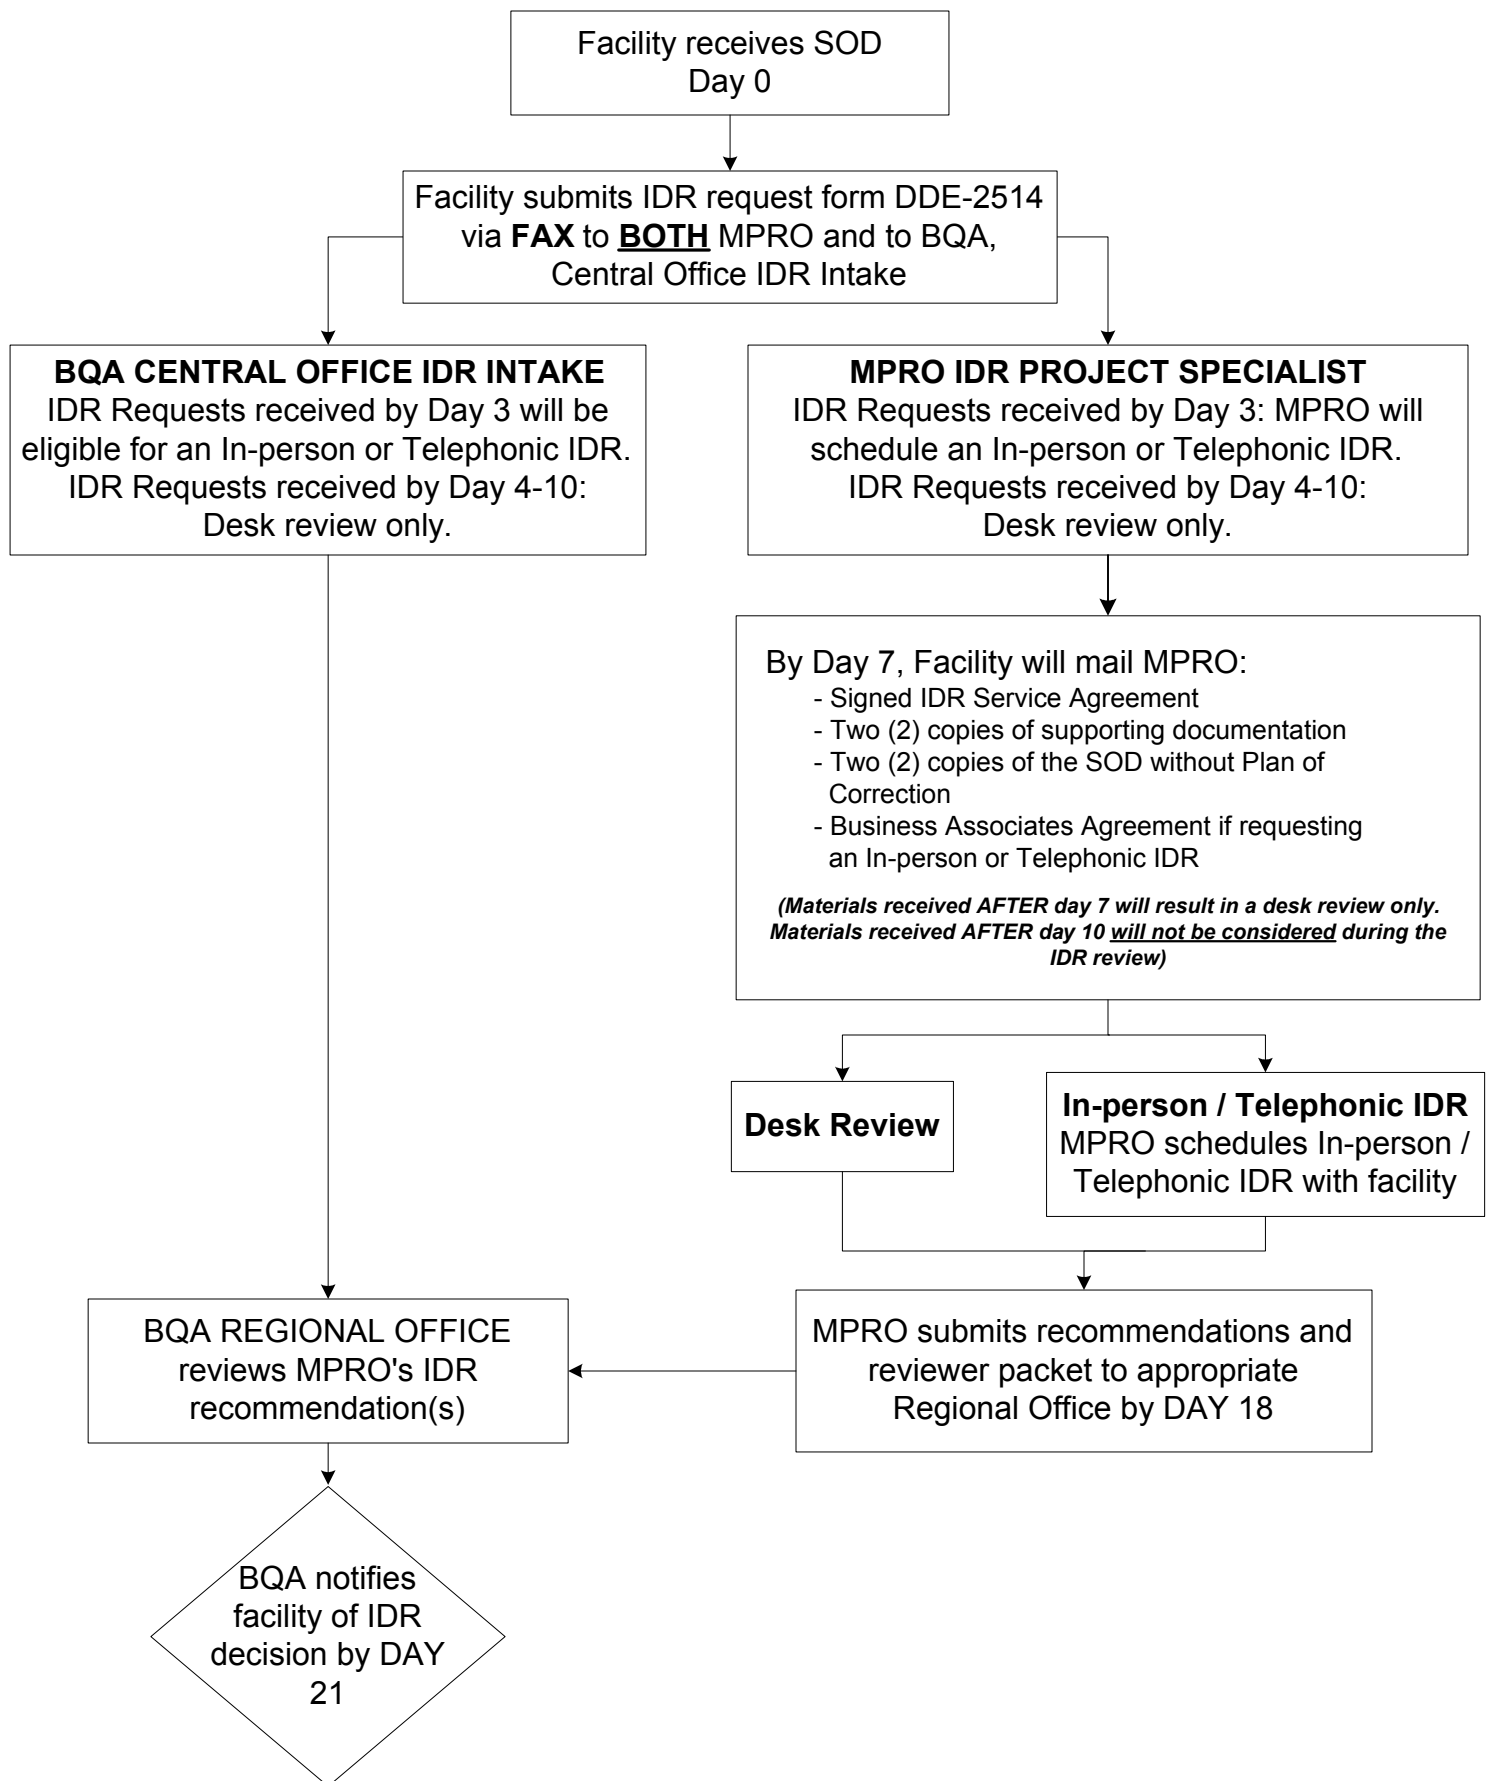 Facility receives SOD
Day 0
Facility submits IDR request form DDE-2514
via FAX to BOTH MPRO and to BQA,
Central Office IDR Intake
BQA CENTRAL OFFICE IDR INTAKE
IDR Requests received by Day 3 will be
eligible for an In-person or Telephonic IDR.
IDR Requests received by Day 4-10:
Desk review only.
MPRO IDR PROJECT SPECIALIST
IDR Requests received by Day 3: MPRO will
schedule an In-person or Telephonic IDR.
IDR Requests received by Day 4-10:
Desk review only.
By Day 7, Facility will mail MPRO:
- Signed IDR Service Agreement
- Two (2) copies of supporting documentation
- Two (2) copies of the SOD without Plan of
Correction
- Business Associates Agreement if requesting
an In-person or Telephonic IDR
(Materials received AFTER day 7 will result in a desk review only.
Materials received AFTER day 10 will not be considered during the
IDR review)
Desk Review
In-person / Telephonic IDR
MPRO schedules In-person /
Telephonic IDR with facility
BQA REGIONAL OFFICE
reviews MPRO's IDR
recommendation(s)
MPRO submits recommendations and
reviewer packet to appropriate
Regional Office by DAY 18
BQA notifies
facility of IDR
decision by DAY
21